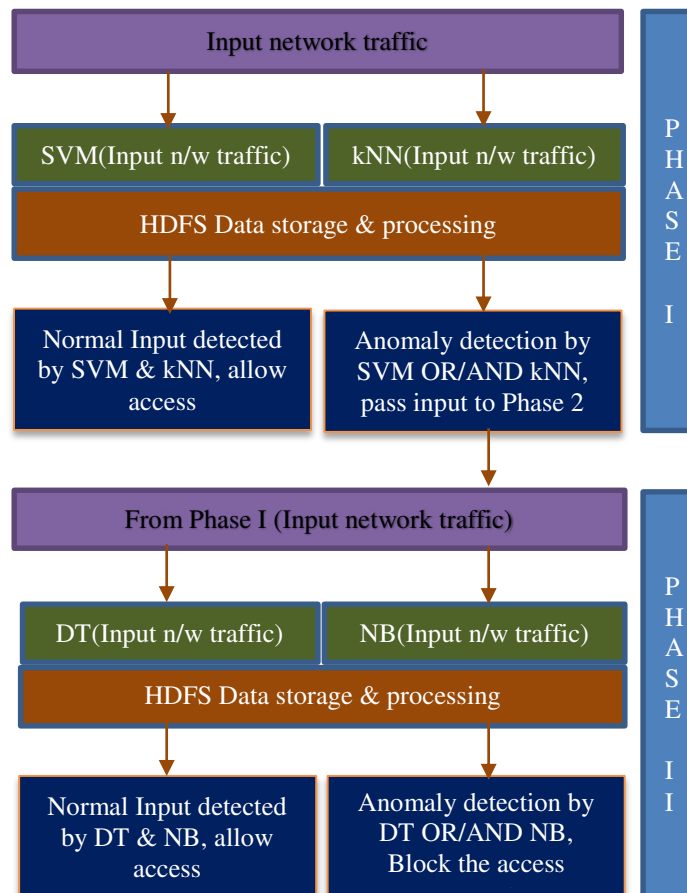 Input network traffic
SVM(Input n/w traffic)
kNN(Input n/w traffic)
HDFS Data storage & processing
Normal Input detected
by SVM & kNN, allow
access
Anomaly detection by
SVM OR/AND kNN,
pass input to Phase 2
P
H
A
S
E
I
From Phase I (Input network traffic)
DT(Input n/w traffic)
NB(Input n/w traffic)
HDFS Data storage & processing
Normal Input detected
by DT & NB, allow
access
Anomaly detection by
DT OR/AND NB,
Block the access
P
H
A
S
E
I
I